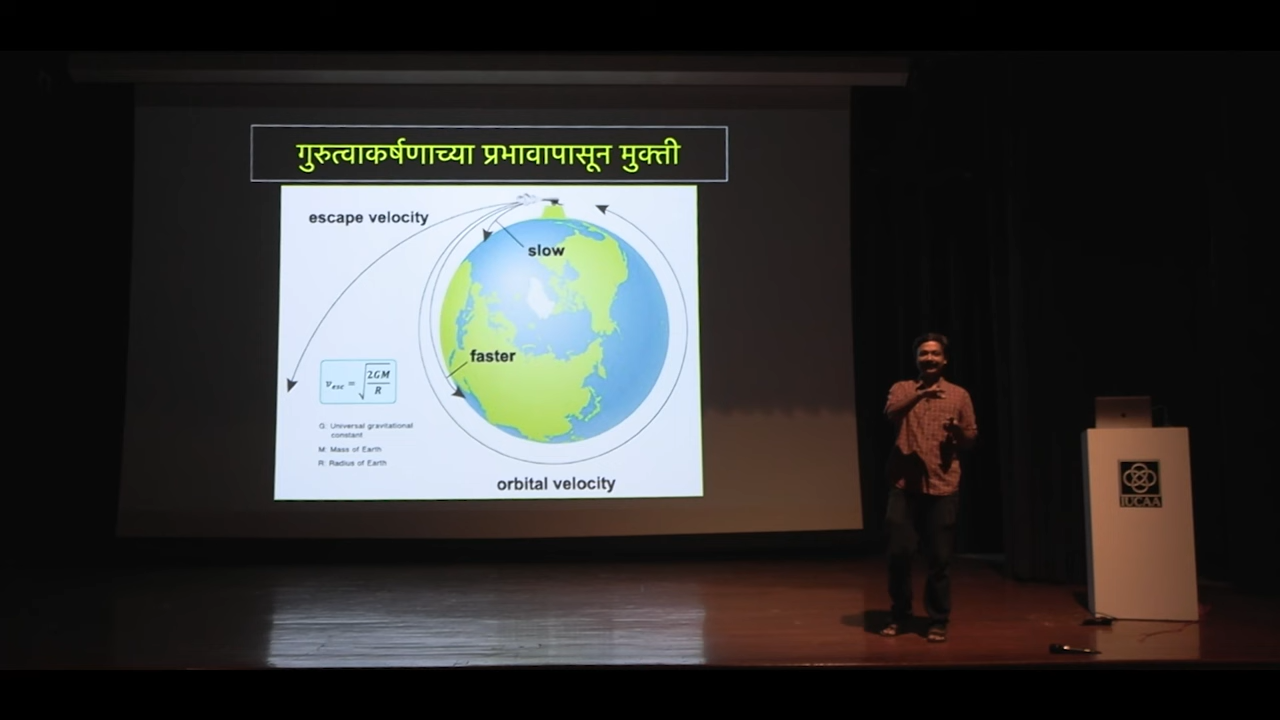 गुरुत्वाकर्षणाच्या प्रभावापासून मुक्ती
escape velocity
slow
faster
v_esc = √(2GM/R)
G: Universal gravitational
constant
M: Mass of Earth
R: Radius of Earth
orbital velocity
IUCAA